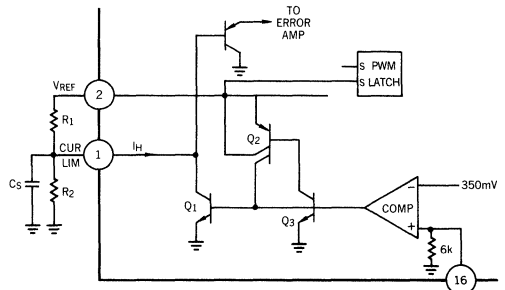 TO
ERROR
AMP
S PWM
S LATCH
VREF
2
R1
CUR
LIM
1
IH
CS
R2
Q2
Q1
Q3
COMP
−
+
350mV
6k
16